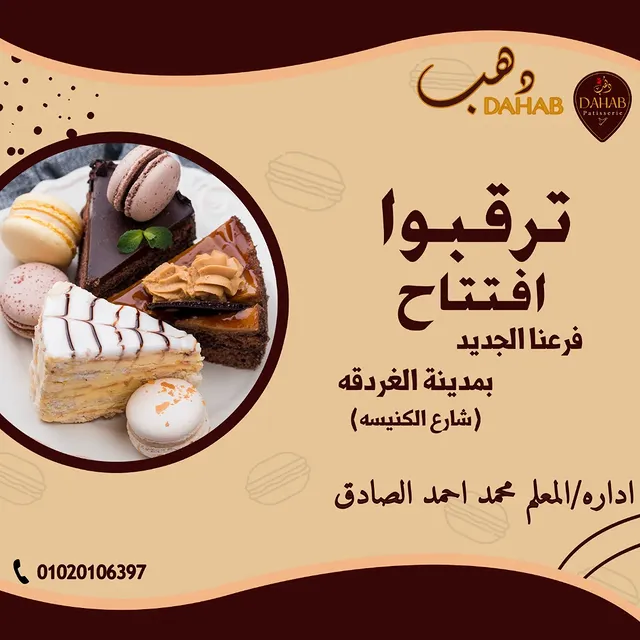 دهب
DAHAB
دهب
DAHAB
Patisserie
ترقبوا
افتتاح
فرعنا الجديد
بمدينة الغردقه
(شارع الكنيسه)
اداره/المعلم محمد احمد الصادق
01020106397